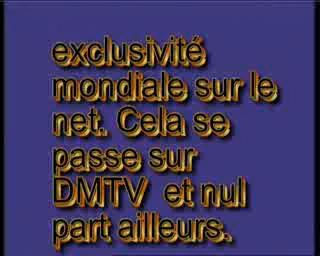 exclusivité
mondiale sur le
net. Cela se
passe sur
DMTV et nul
part ailleurs.